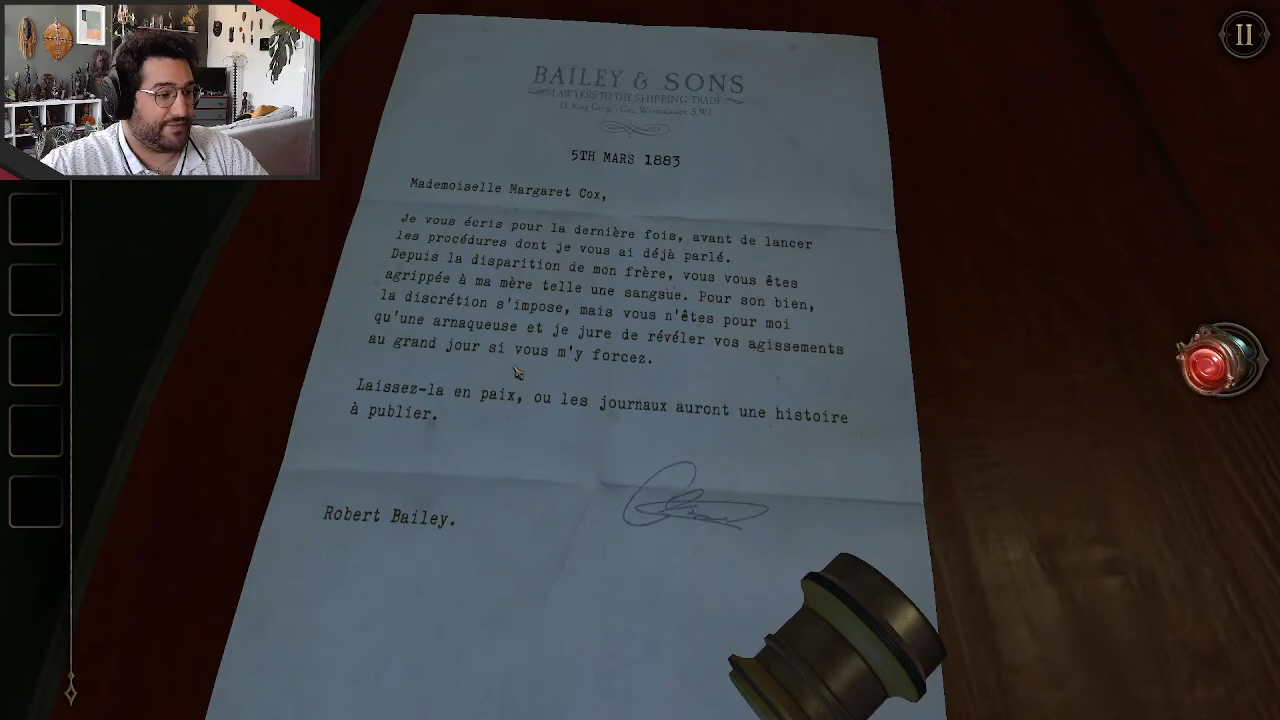 BAILEY & SONS
LAWYERS TO THE SHIPPING TRADE
5TH MARS 1883
Mademoiselle Margaret Cox,
Je vous écris pour la dernière fois, avant de lancer
les procédures dont je vous ai déjà parlé.
Depuis la disparition de mon frère, vous vous êtes
agrippée à ma mère telle une sangsue. Pour son bien,
la discrétion s'impose, mais vous n'êtes pour moi
qu'une arnaqueuse et je jure de révéler vos agissements
au grand jour si vous m'y forcez.
Laissez-la en paix, ou les journaux auront une histoire
à publier.
Robert Bailey.
II